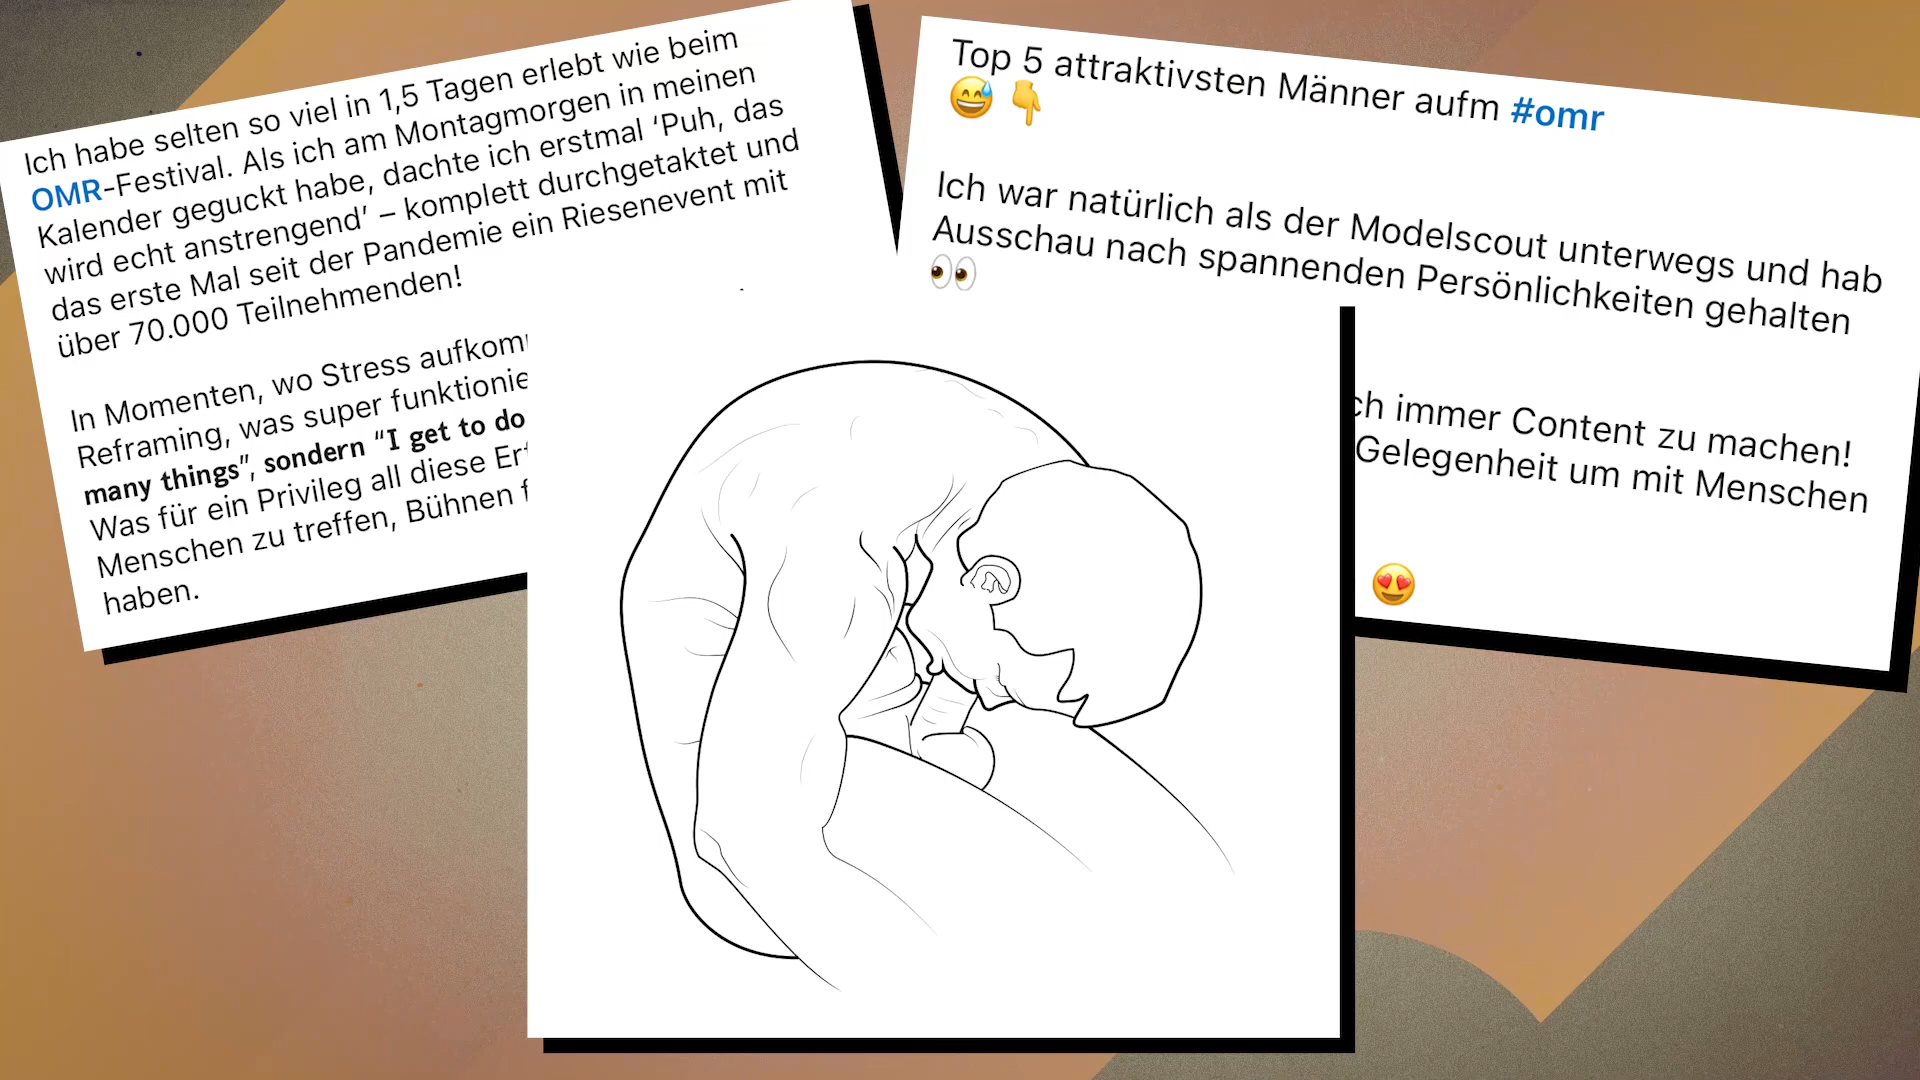 Ich habe selten so viel in 1,5 Tagen erlebt wie beim
OMR-Festival. Als ich am Montagmorgen in meinen
Kalender geguckt habe, dachte ich erstmal ‘Puh, das
wird echt anstrengend’ – komplett durchgetaktet und
das erste Mal seit der Pandemie ein Riesenevent mit
über 70.000 Teilnehmenden!
In Momenten, wo Stress aufkom
Reframing, was super funktionie
many things”, sondern “I get to do
Was für ein Privileg all diese Er
Menschen zu treffen, Bühnen f
haben.
Top 5 attraktivsten Männer aufm #omr
😅 👇
Ich war natürlich als der Modelscout unterwegs und hab
Ausschau nach spannenden Persönlichkeiten gehalten
👀
ch immer Content zu machen!
Gelegenheit um mit Menschen
😍